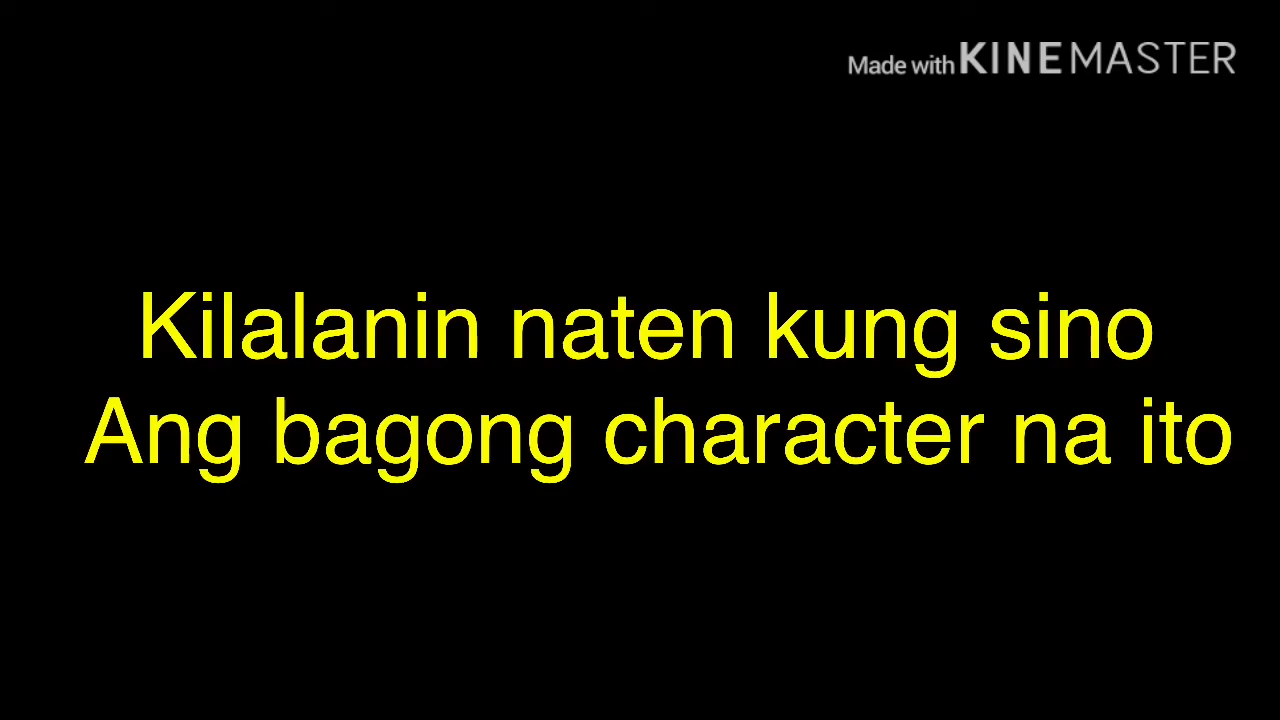 Made with KINEMASTER
Kilalanin naten kung sino
Ang bagong character na ito